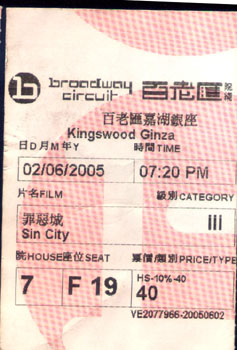 broadway circuit 百老匯院綫
百老匯嘉湖銀座
Kingswood Ginza
日D月M年Y 時間TIME
02/06/2005 07:20 PM
片名FILM 級別CATEGORY
罪惡城 III
Sin City
院HOUSE 座位SEAT 票價/類別PRICE/TYPE
7 F 19 HS-10%-40
40
VE2077966-20050602